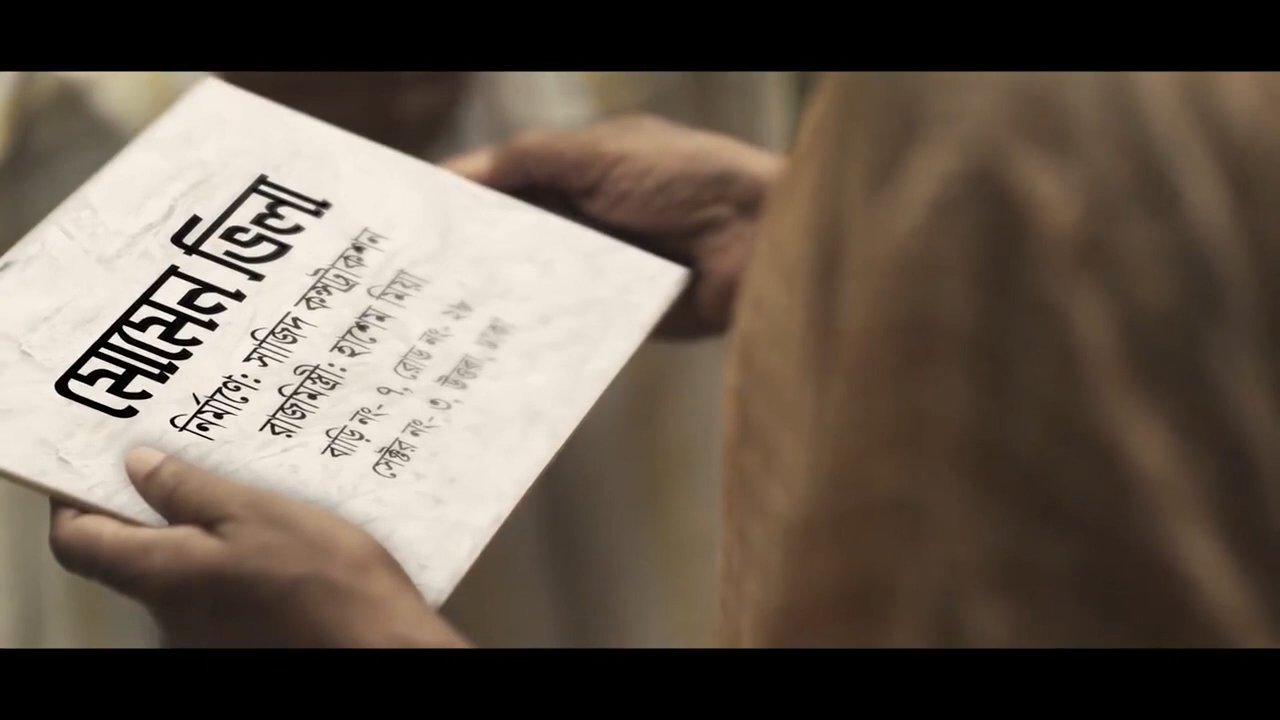 মোমেন ভিলা
নির্মাণে: সাজিদ কন্সট্রাকশন
রাজমিস্ত্রী: হাশেম মিয়া
বাড়ি নং- ৭, রোড নং- ২৮
সেক্টর নং- ৩, উত্তরা, ঢাকা